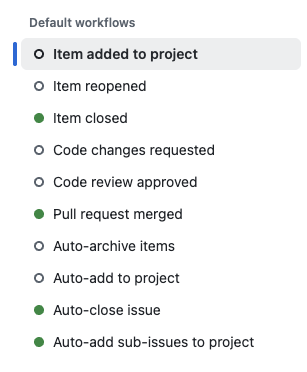 Default workflows
Item added to project
Item reopened
Item closed
Code changes requested
Code review approved
Pull request merged
Auto-archive items
Auto-add to project
Auto-close issue
Auto-add sub-issues to project